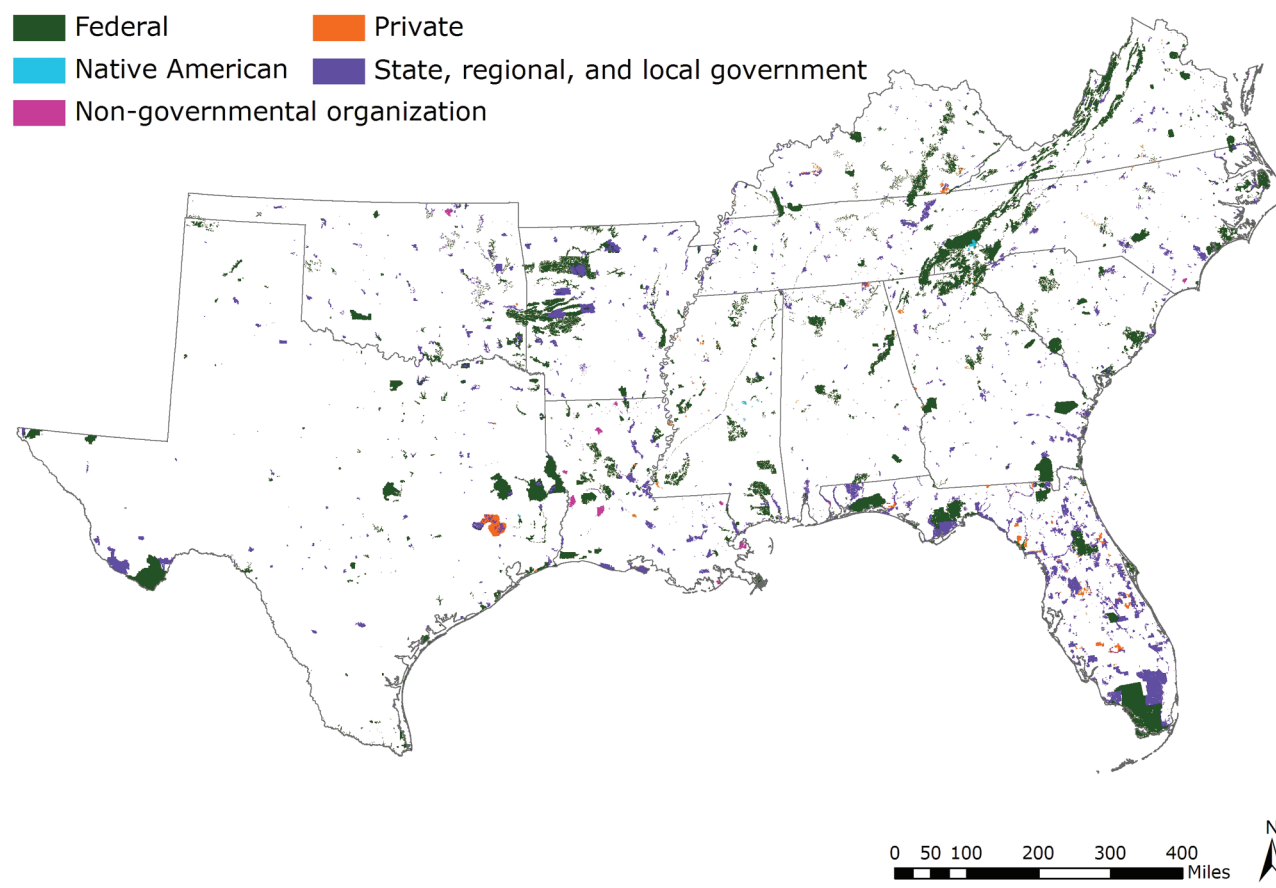 Federal
Private
Native American
State, regional, and local government
Non-governmental organization
N
0 50 100 200 300 400
Miles